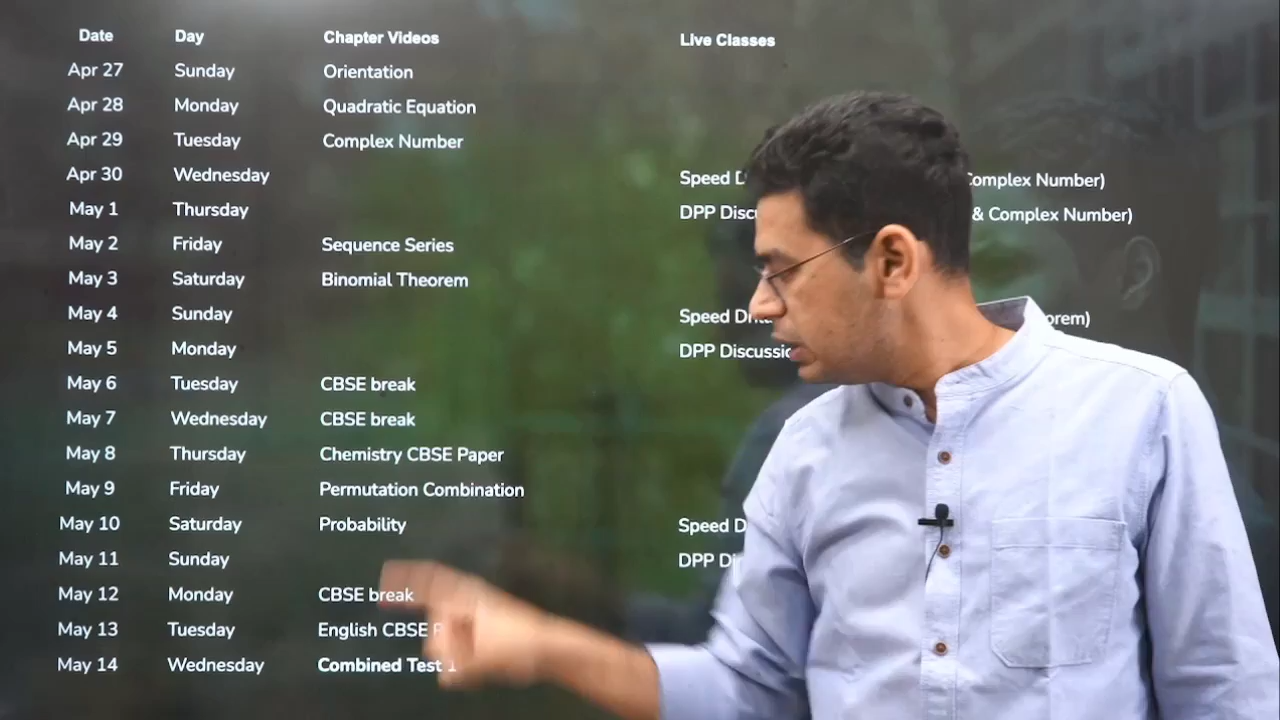 Date Day Chapter Videos Live Classes
Apr 27 Sunday Orientation
Apr 28 Monday Quadratic Equation
Apr 29 Tuesday Complex Number
Apr 30 Wednesday Speed Complex Number)
May 1 Thursday DPP & Complex Number)
May 2 Friday Sequence Series
May 3 Saturday Binomial Theorem
May 4 Sunday Speed
May 5 Monday DPP
May 6 Tuesday CBSE break
May 7 Wednesday CBSE break
May 8 Thursday Chemistry CBSE Paper
May 9 Friday Permutation Combination
May 10 Saturday Probability Speed
May 11 Sunday DPP
May 12 Monday CBSE break
May 13 Tuesday English CBSE
May 14 Wednesday Combined Test 1